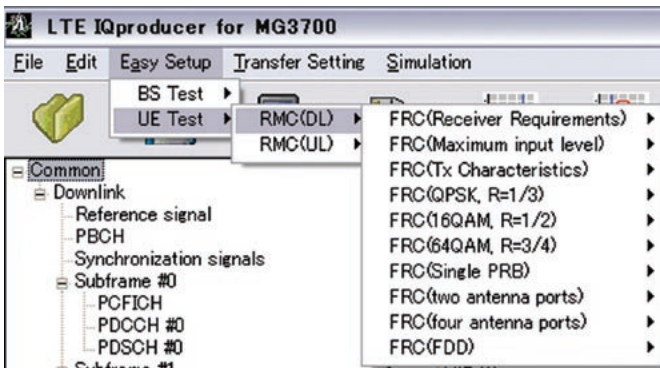 LTE IQproducer for MG3700
File Edit Easy Setup Transfer Setting Simulation
BS Test
UE Test
RMC(DL)
RMC(UL)
FRC(Receiver Requirements)
FRC(Maximum input level)
FRC(Tx Characteristics)
FRC(QPSK, R=1/3)
FRC(16QAM, R=1/2)
FRC(64QAM, R=3/4)
FRC(Single PRB)
FRC(two antenna ports)
FRC(four antenna ports)
FRC(FDD)
Common
Downlink
Reference signal
PBCH
Synchronization signals
Subframe #0
PCFICH
PDCCH #0
PDSCH #0
Subframe #1